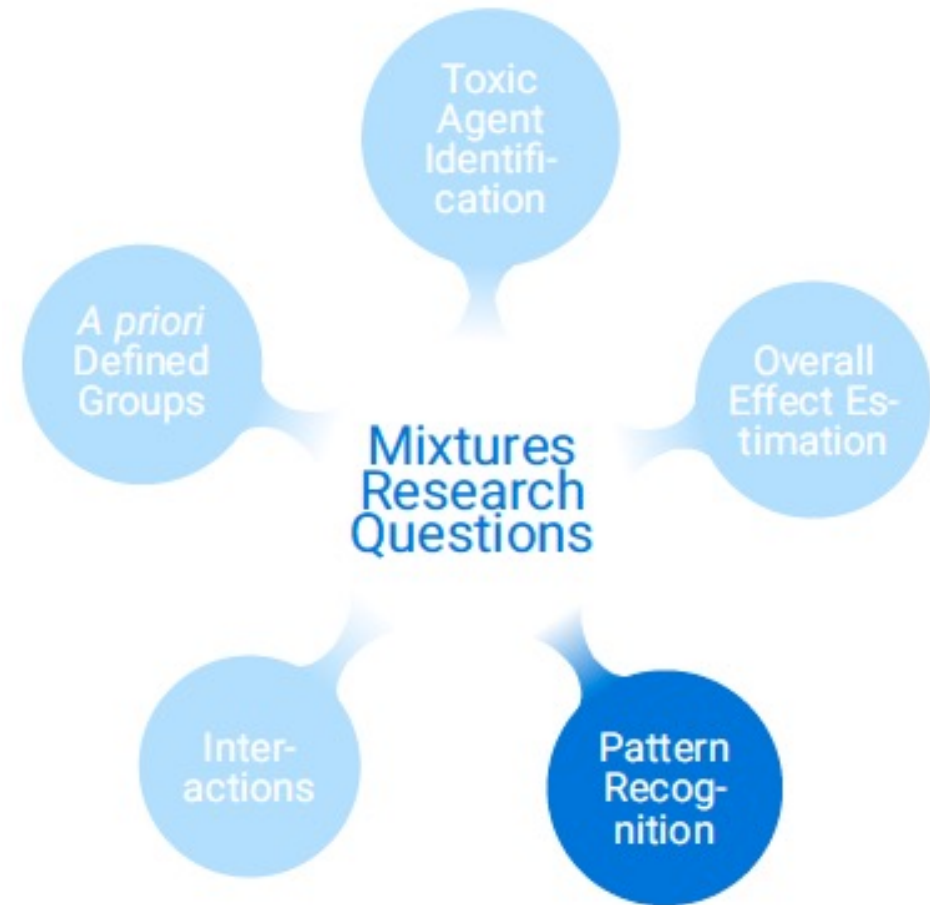 Toxic
Agent
Identifi-
cation
A priori
Defined
Groups
Overall
Effect Es-
timation
Mixtures
Research
Questions
Inter-
actions
Pattern
Recog-
nition